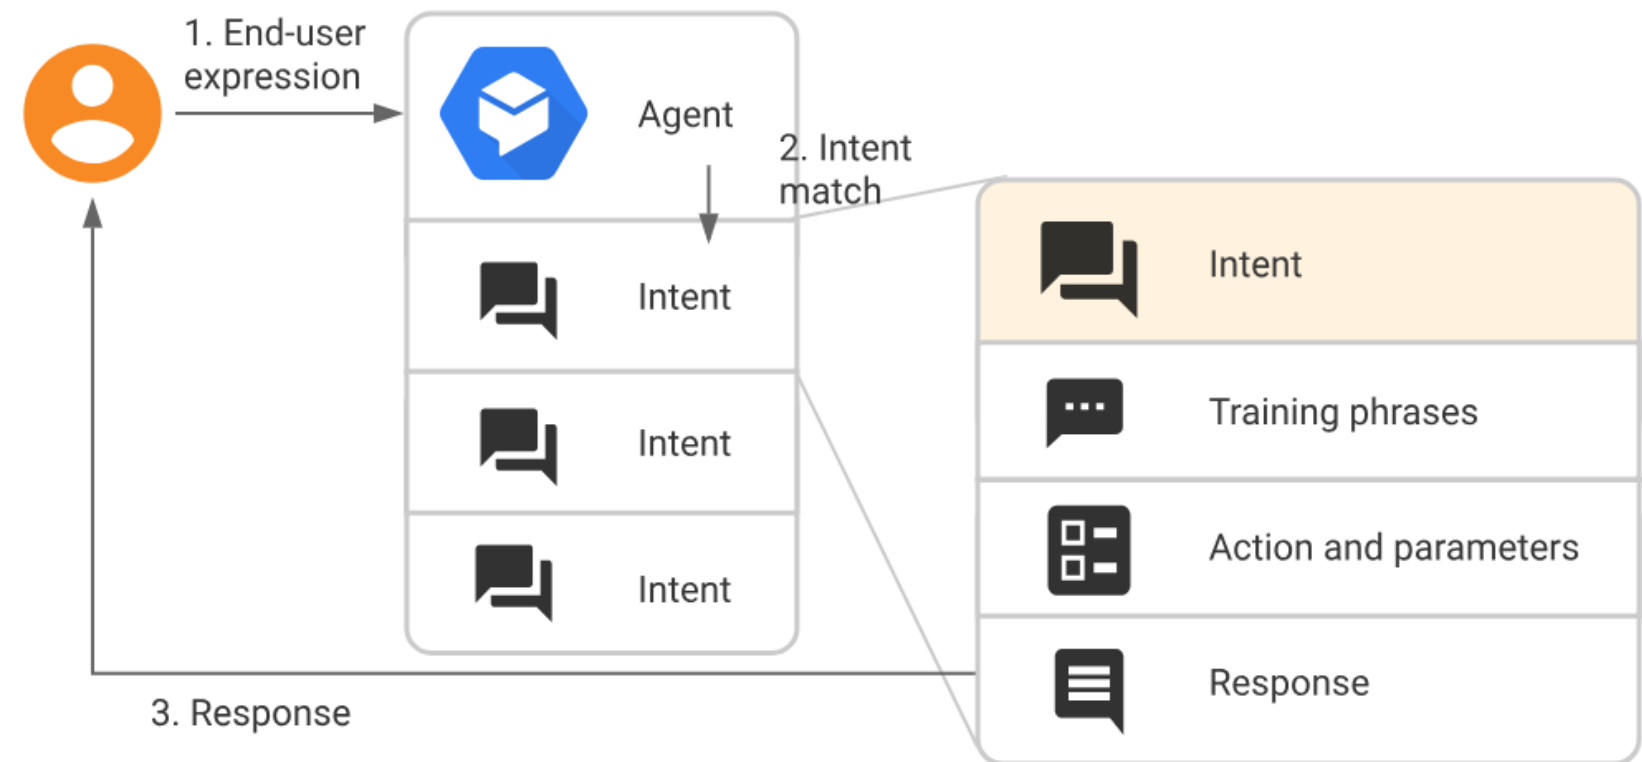 1. End-user
expression
Agent
2. Intent
match
Intent
Intent
Intent
Intent
Training phrases
Action and parameters
Response
3. Response